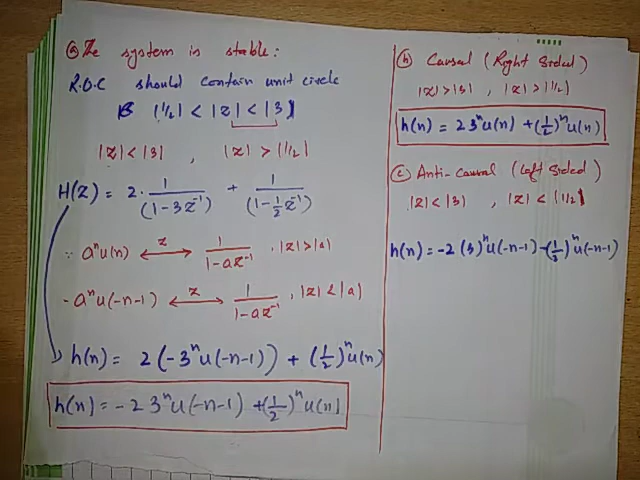 (a) The system is stable:
R.O.C should contain unit circle
|1/2| < |z| < |3|
|z| < |3| , |z| > |1/2|
H(z) = 2. 1/(1-3z⁻¹) + 1/(1-½z⁻¹)
∵ aⁿu(n) ⟷ᶻ 1/(1-az⁻¹) , |z|>|a|
-aⁿu(-n-1) ⟷ᶻ 1/(1-az⁻¹) , |z|<|a|
h(n) = 2(-3ⁿu(-n-1)) + (½)ⁿu(n)
h(n) = -2 3ⁿu(-n-1) + (½)ⁿu(n)
(b) Causal (Right Sided)
|z|>|3| , |z|>|1/2|
h(n) = 2 3ⁿu(n) + (½)ⁿu(n)
(c) Anti-causal (Left Sided)
|z| < |3| , |z| < |1/2|
h(n) = -2 (3)ⁿu(-n-1) - (½)ⁿu(-n-1)